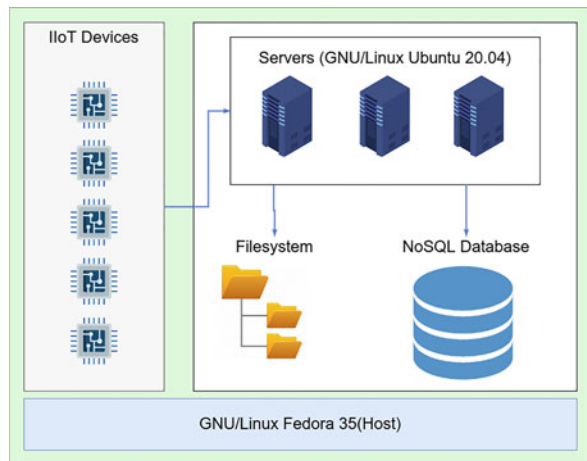 IIoT Devices
Servers (GNU/Linux Ubuntu 20.04)
Filesystem
NoSQL Database
GNU/Linux Fedora 35(Host)